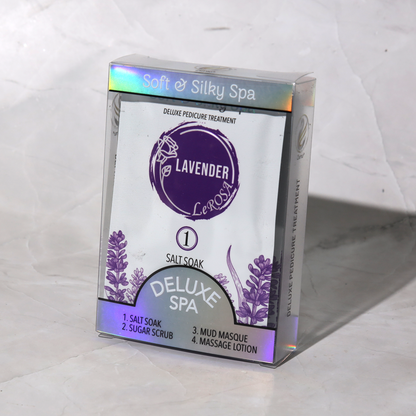 Soft & Silky Spa
DELUXE PEDICURE TREATMENT
LAVENDER
LeROSA
1
SALT SOAK
DELUXE
SPA
1. SALT SOAK
2. SUGAR SCRUB
3. MUD MASQUE
4. MASSAGE LOTION
DELUXE PEDICURE TREATMENT